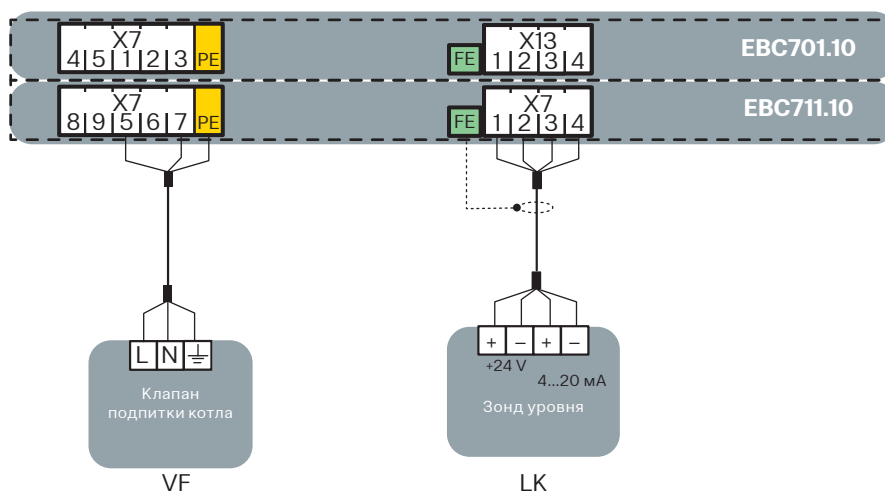 X7
4 5 1 2 3 PE
FE
X13
1 2 3 4
EBC701.10
X7
8 9 5 6 7 PE
FE
X7
1 2 3 4
EBC711.10
L N
Клапан
подпитки котла
VF
+ – + –
+24 V
4...20 мА
Зонд уровня
LK